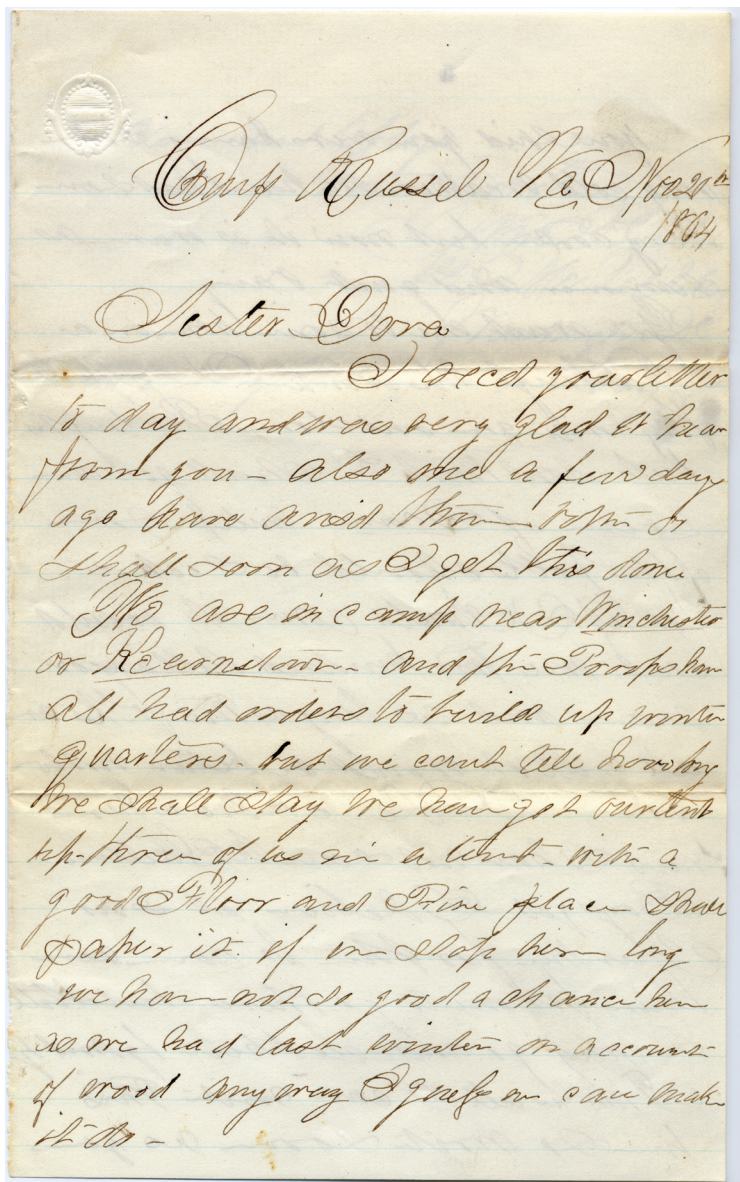 Camp Russel Va Nov 20th
1864
Sister Dora
I recd your letter
to day and was very glad to hear
from you - also one a few days
ago have
shall soon as I get this done
We are in camp near Winchester
or Kearnstown - and the Troops have
all had orders to build up winter
quarters - but we cant tell how long
we shall stay we have got our tent
up - three of us in a tent - with a
good Floor and Fire place shall
paper it if we stop here long
we have not so good a chance here
as we had last winter on account
of wood any way I guess we can make
it do -